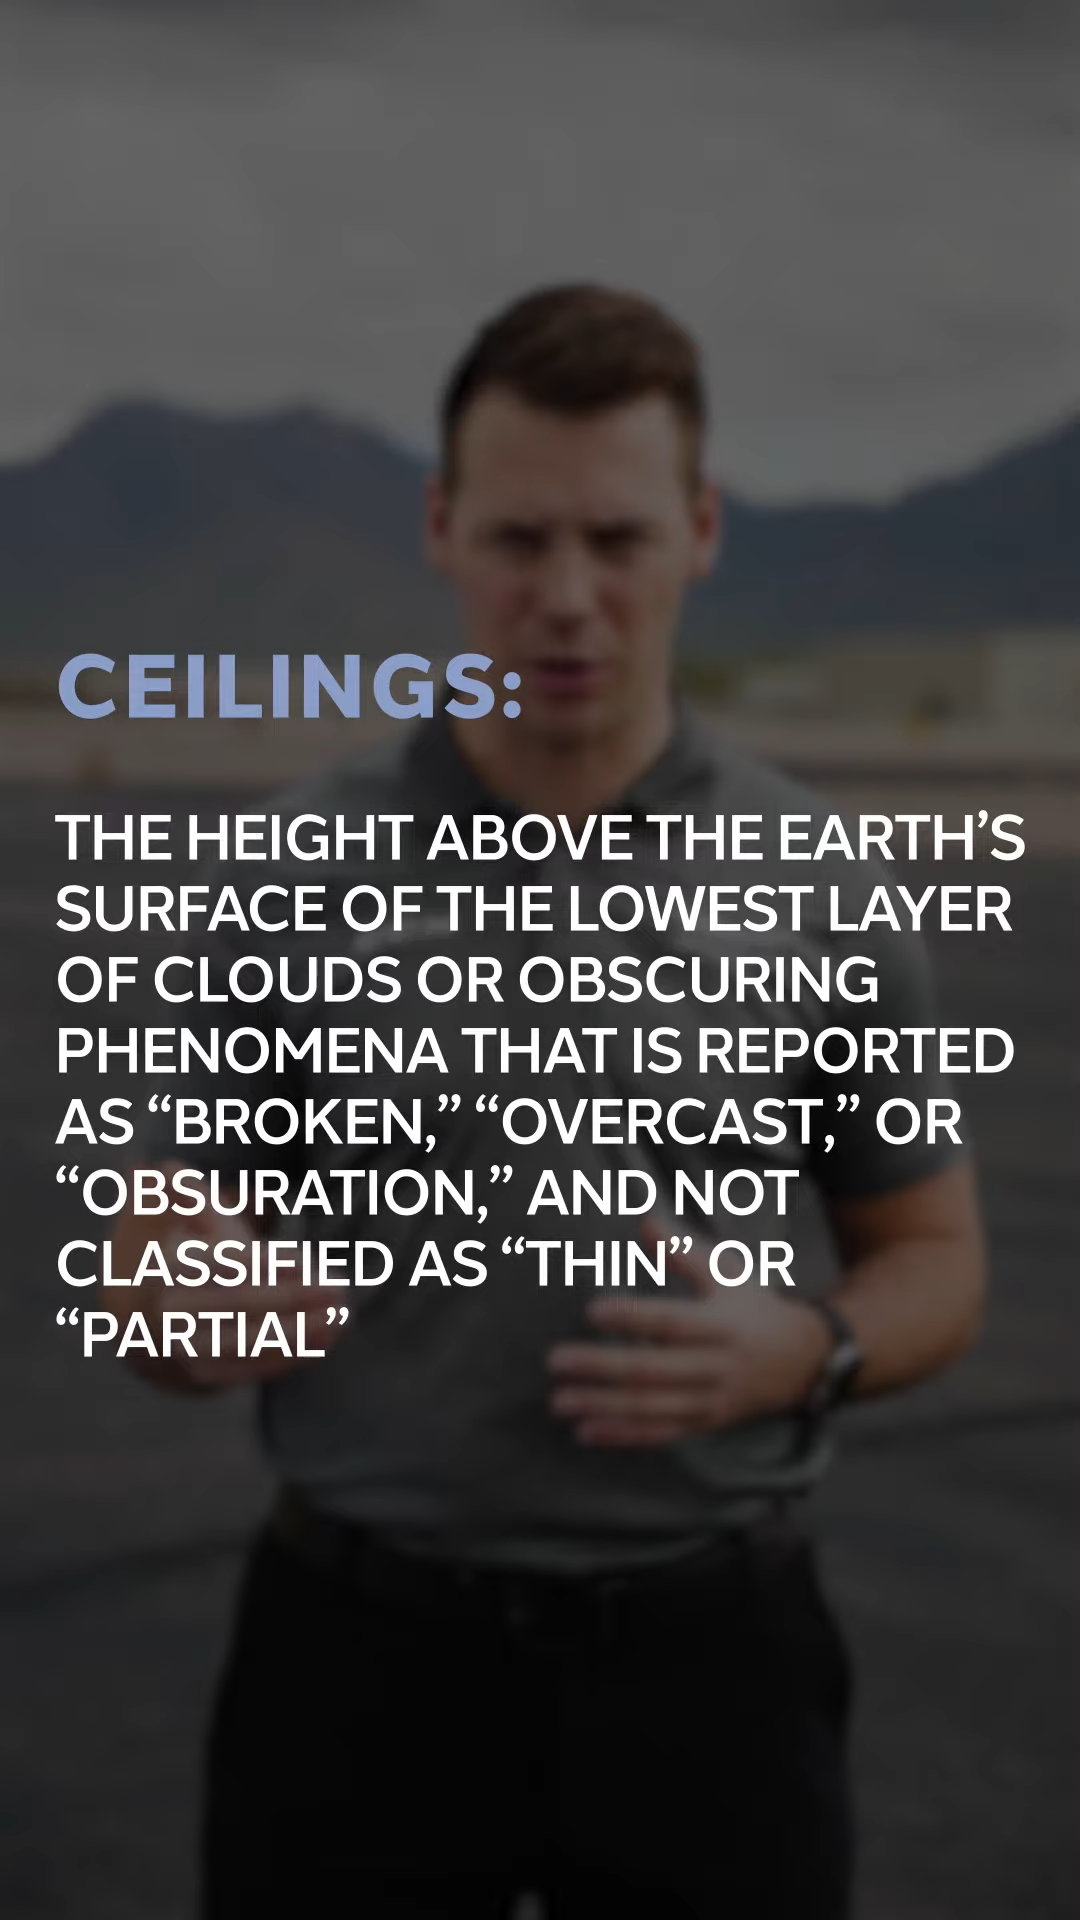 CEILINGS:
THE HEIGHT ABOVE THE EARTH’S
SURFACE OF THE LOWEST LAYER
OF CLOUDS OR OBSCURING
PHENOMENA THAT IS REPORTED
AS “BROKEN,” “OVERCAST,” OR
“OBSURATION,” AND NOT
CLASSIFIED AS “THIN” OR
“PARTIAL”